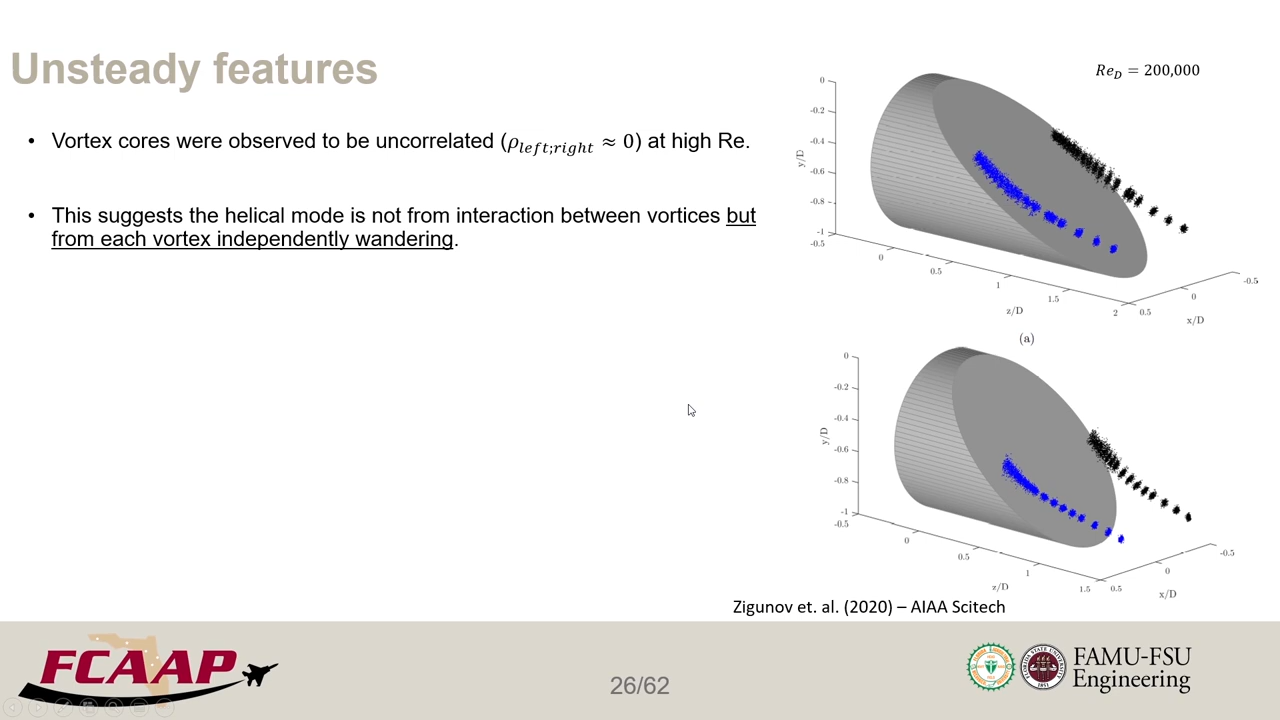 Unsteady features
• Vortex cores were observed to be uncorrelated (ρ_left;right ≈ 0) at high Re.
• This suggests the helical mode is not from interaction between vortices but
from each vortex independently wandering.
Re_D = 200,000
0
-0.2
-0.4
-0.6
-0.8
-1
y/D
-0.5
0
0.5
1
1.5
2
z/D
0.5
0
-0.5
x/D
(a)
0
-0.2
-0.4
-0.6
-0.8
-1
y/D
-0.5
0
0.5
1
1.5
z/D
0.5
0
-0.5
x/D
Zigunov et. al. (2020) – AIAA Scitech
FCAAP
26/62
FAMU-FSU
Engineering